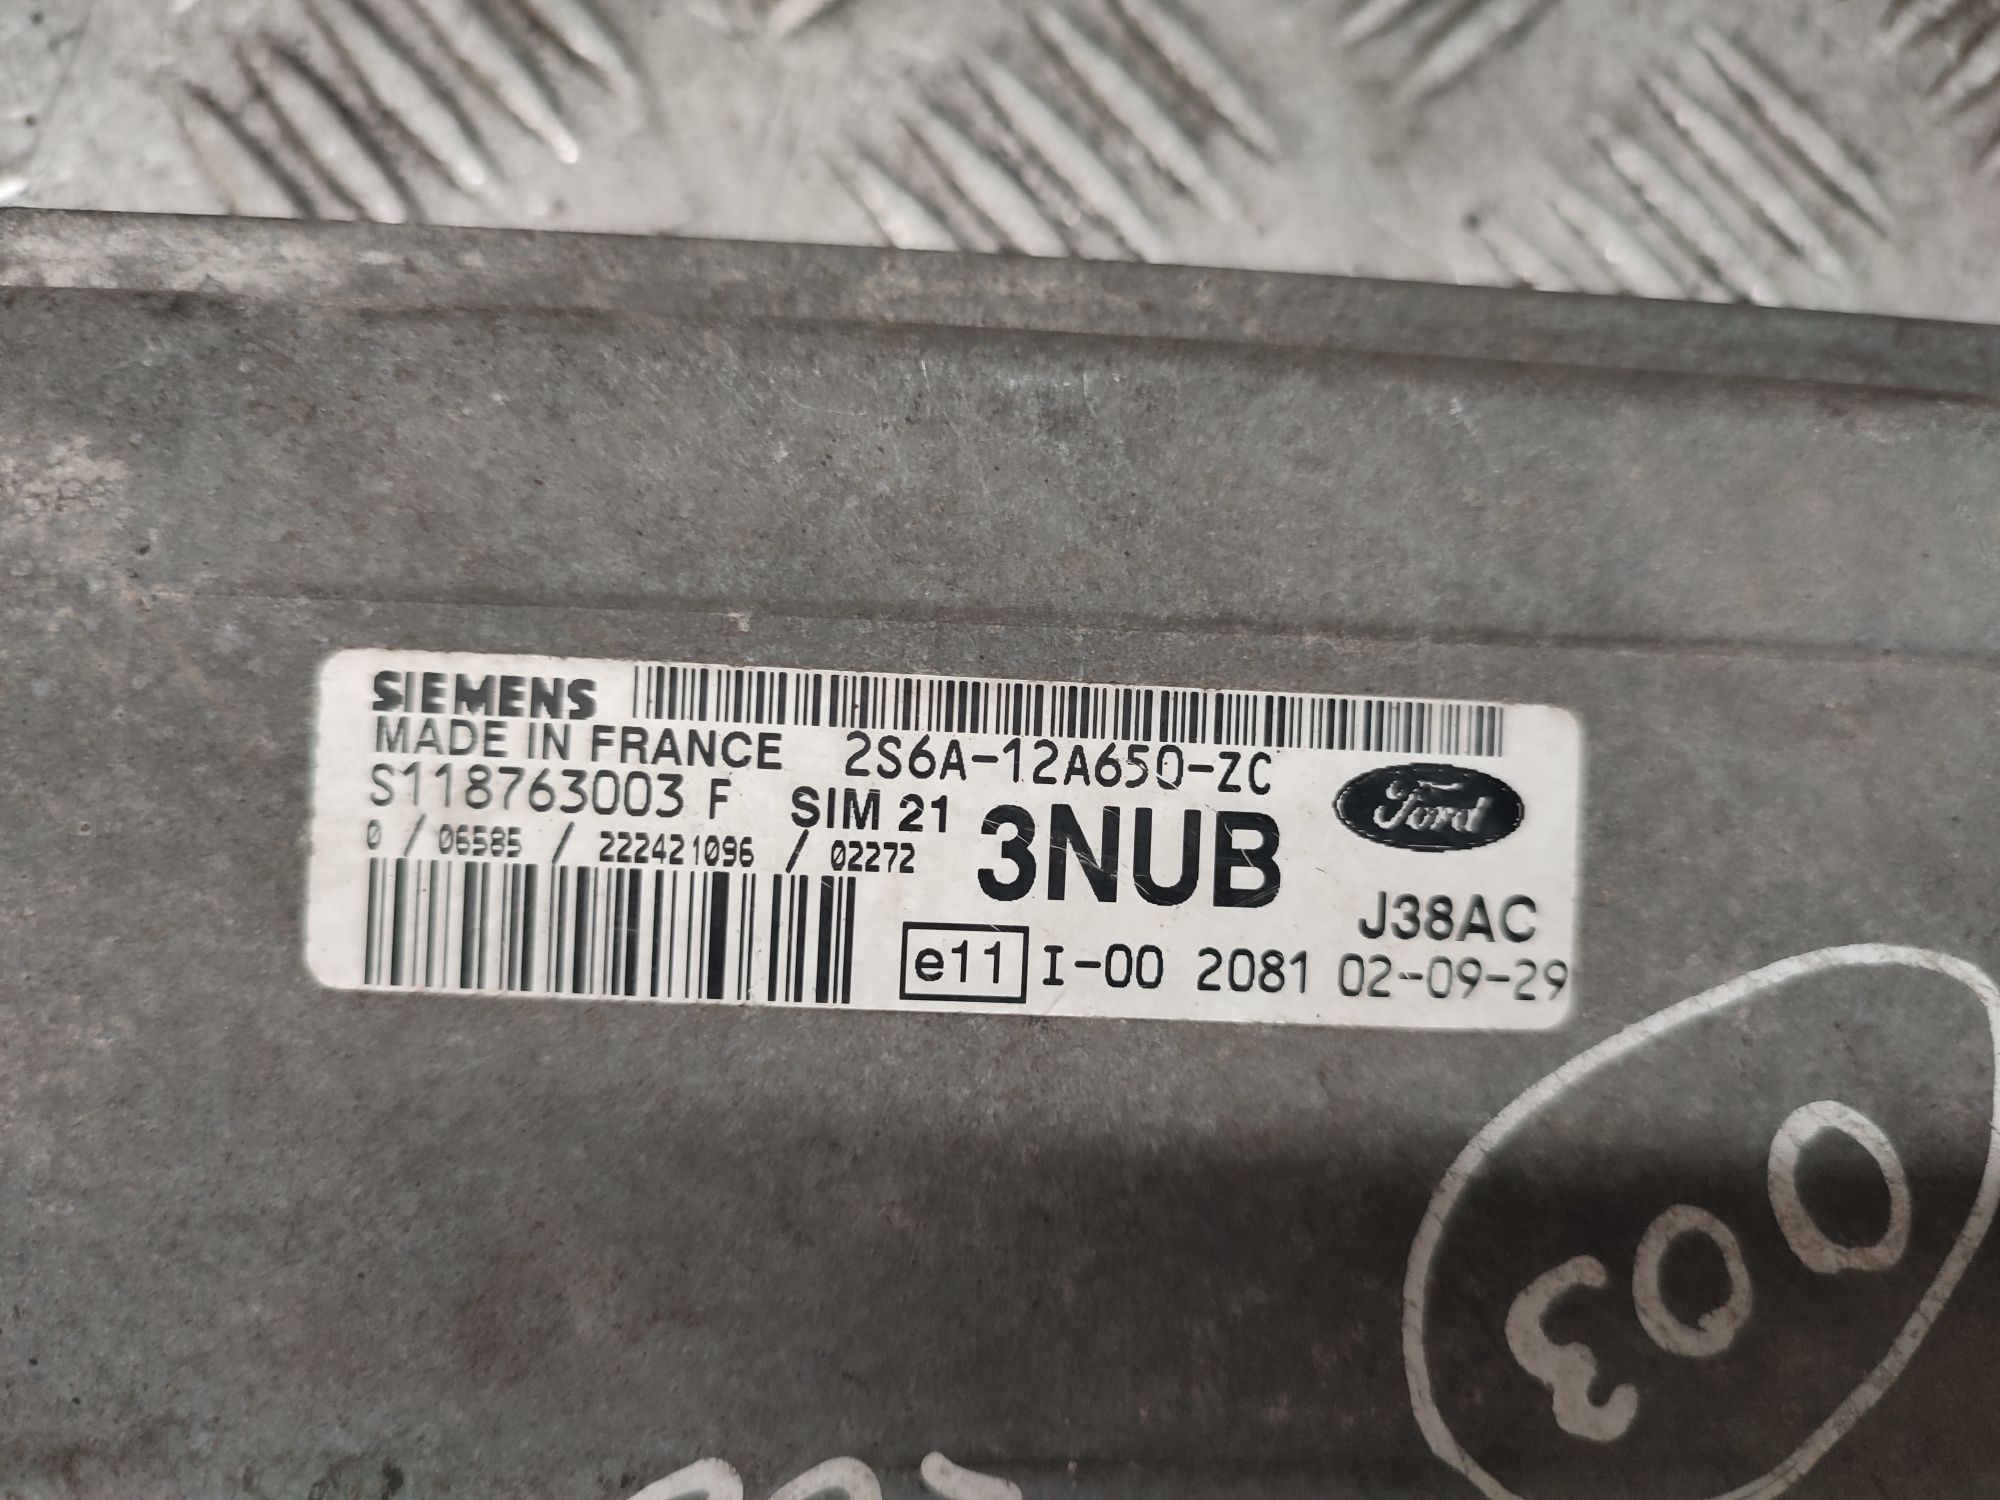 SIEMENS
MADE IN FRANCE 2S6A-12A650-ZC
S118763003 F SIM 21 3NUB Ford
0 / 06585 / 222421096 / 02272
J38AC
e11 I-00 2081 02-09-29
003